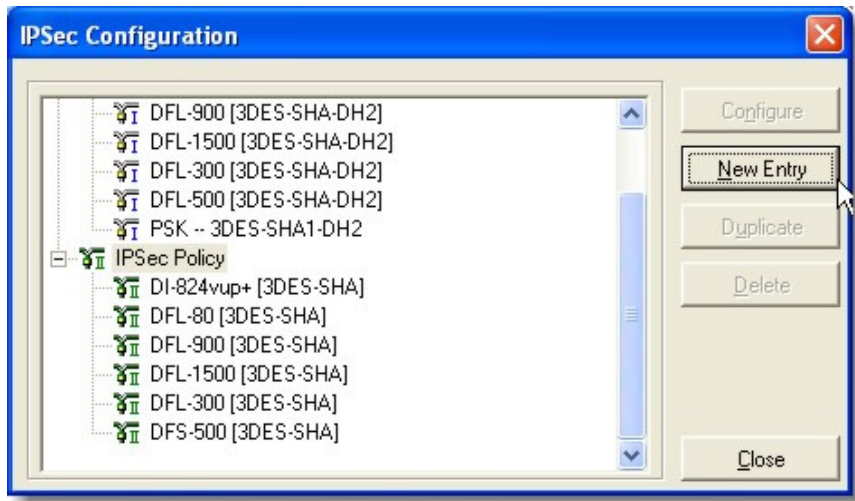 IPSec Configuration
DFL-900 [3DES-SHA-DH2]
DFL-1500 [3DES-SHA-DH2]
DFL-300 [3DES-SHA-DH2]
DFL-500 [3DES-SHA-DH2]
PSK -- 3DES-SHA1-DH2
IPSec Policy
DI-824vup+ [3DES-SHA]
DFL-80 [3DES-SHA]
DFL-900 [3DES-SHA]
DFL-1500 [3DES-SHA]
DFL-300 [3DES-SHA]
DFS-500 [3DES-SHA]
Configure
New Entry
Duplicate
Delete
Close